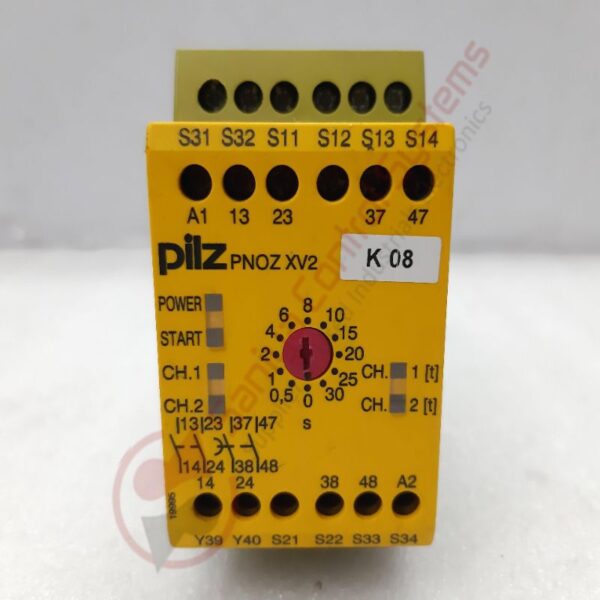 S31 S32 S11 S12 S13 S14
A1 13 23 37 47
pilz PNOZ XV2
K 08
POWER
START
CH.1
CH.2
8
6 10
4 15
2 20
1 25
0,5 30
0
s
CH. 1 [t]
CH. 2 [t]
|13|23 |37|47
|14|24 |38|48
14 24 38 48 A2
Y39 Y40 S21 S22 S33 S34